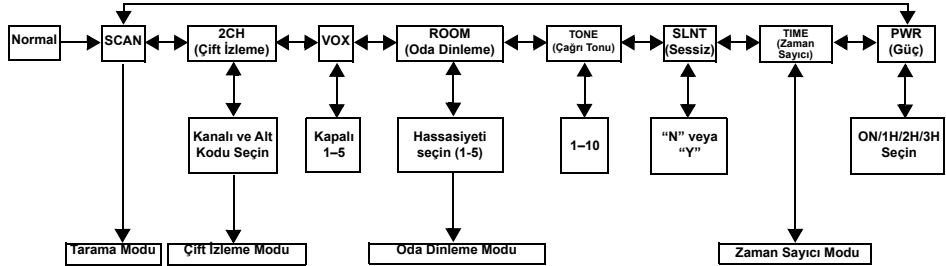 Normal
SCAN
2CH
(Çift İzleme)
VOX
ROOM
(Oda Dinleme)
TONE
(Çağrı Tonu)
SLNT
(Sessiz)
TIME
(Zaman
Sayıcı)
PWR
(Güç)
Kanalı ve Alt
Kodu Seçin
Kapalı
1–5
Hassasiyeti
seçin (1-5)
1–10
“N” veya
“Y”
ON/1H/2H/3H
Seçin
Tarama Modu
Çift İzleme Modu
Oda Dinleme Modu
Zaman Sayıcı Modu